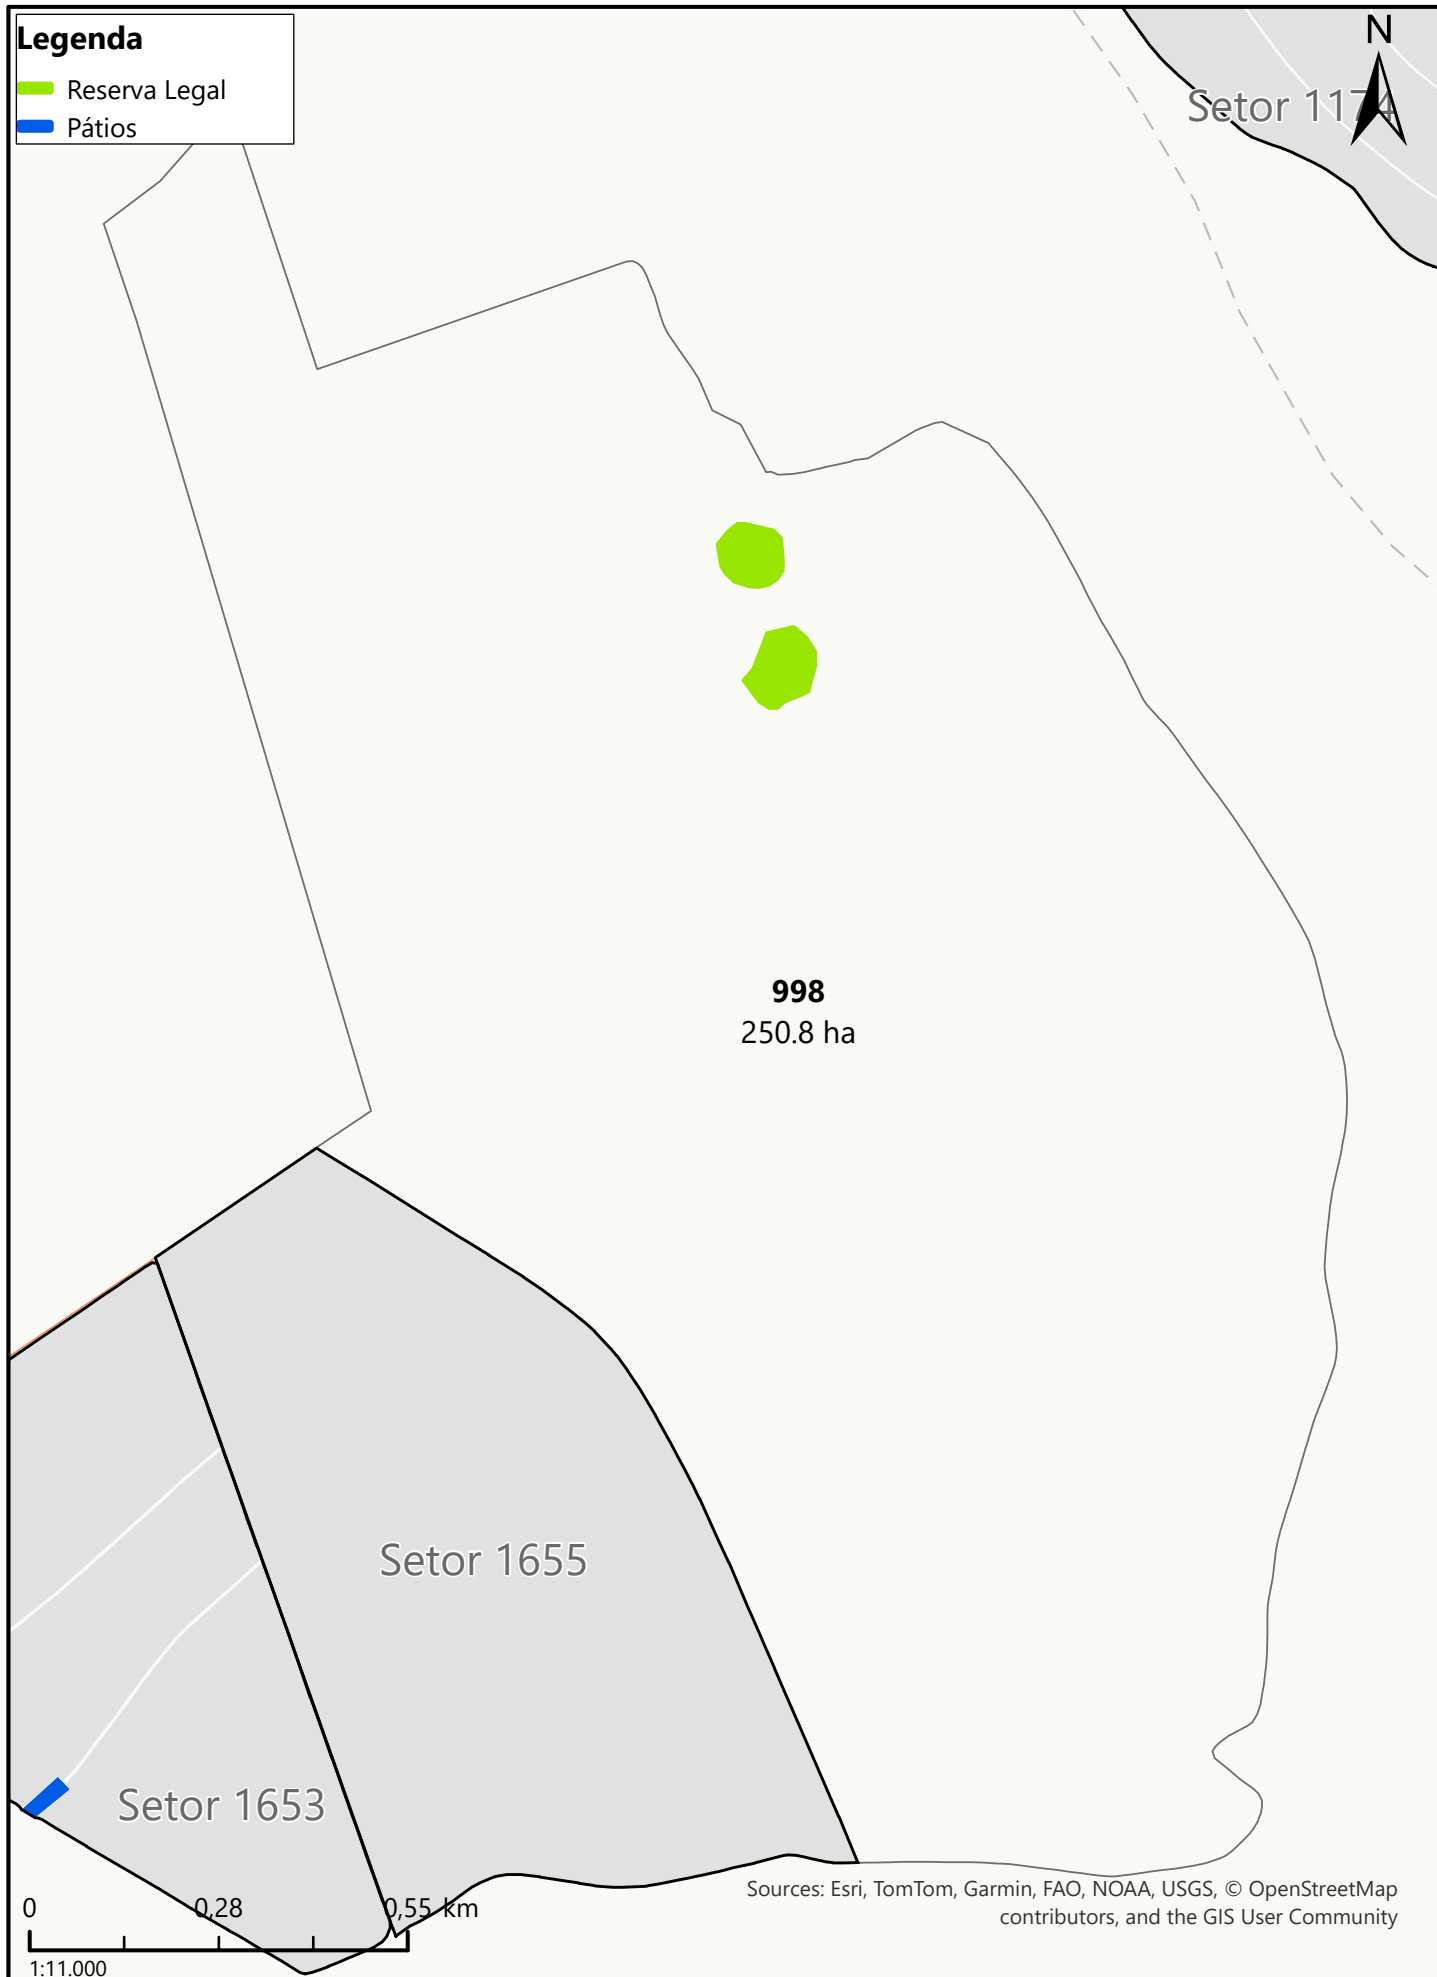 Legenda
Reserva Legal
Pátios
N
Setor 1174
998
250.8 ha
Setor 1655
Setor 1653
0 0,28 0,55 km
1:11.000
Sources: Esri, TomTom, Garmin, FAO, NOAA, USGS, © OpenStreetMap
contributors, and the GIS User Community